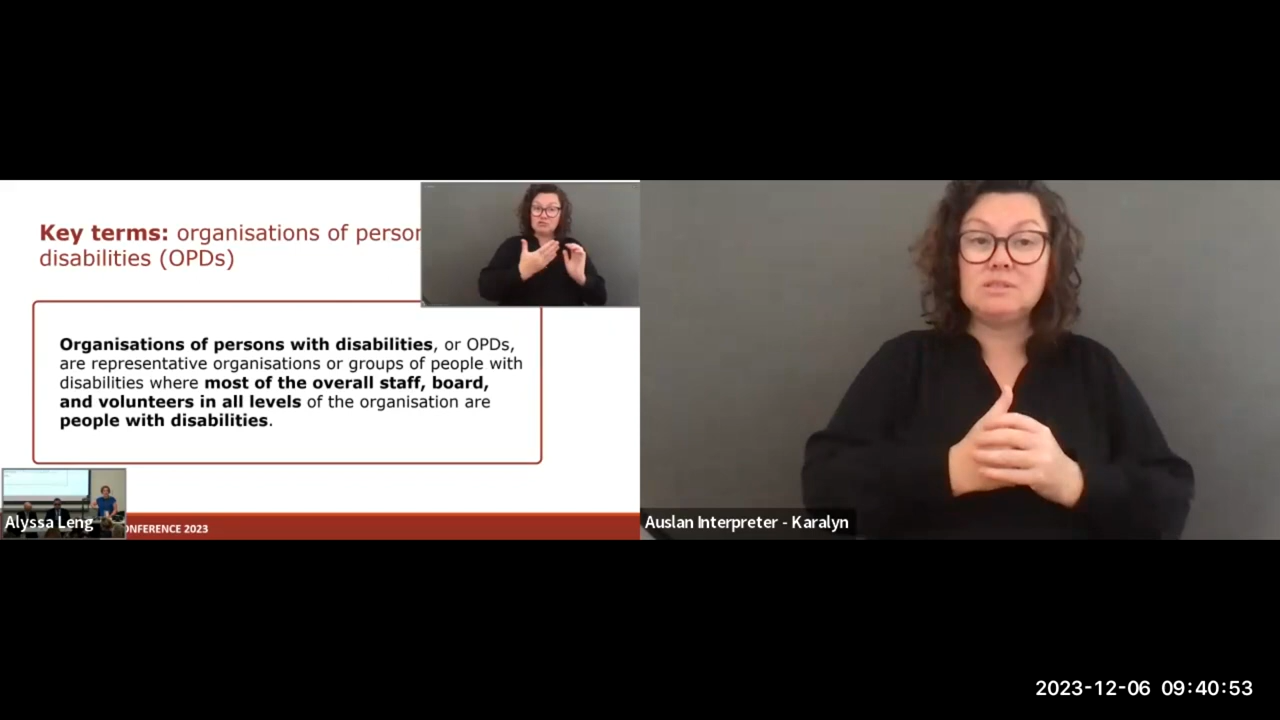 Key terms: organisations of person
disabilities (OPDs)
Organisations of persons with disabilities, or OPDs,
are representative organisations or groups of people with
disabilities where most of the overall staff, board,
and volunteers in all levels of the organisation are
people with disabilities.
Alyssa Leng
ONFERENCE 2023
Auslan Interpreter - Karalyn
2023-12-06 09:40:53